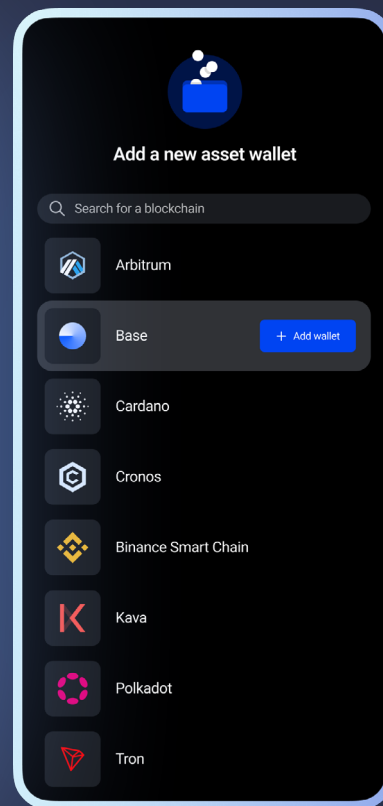 Add a new asset wallet
Search for a blockchain
Arbitrum
Base
+ Add wallet
Cardano
Cronos
Binance Smart Chain
Kava
Polkadot
Tron